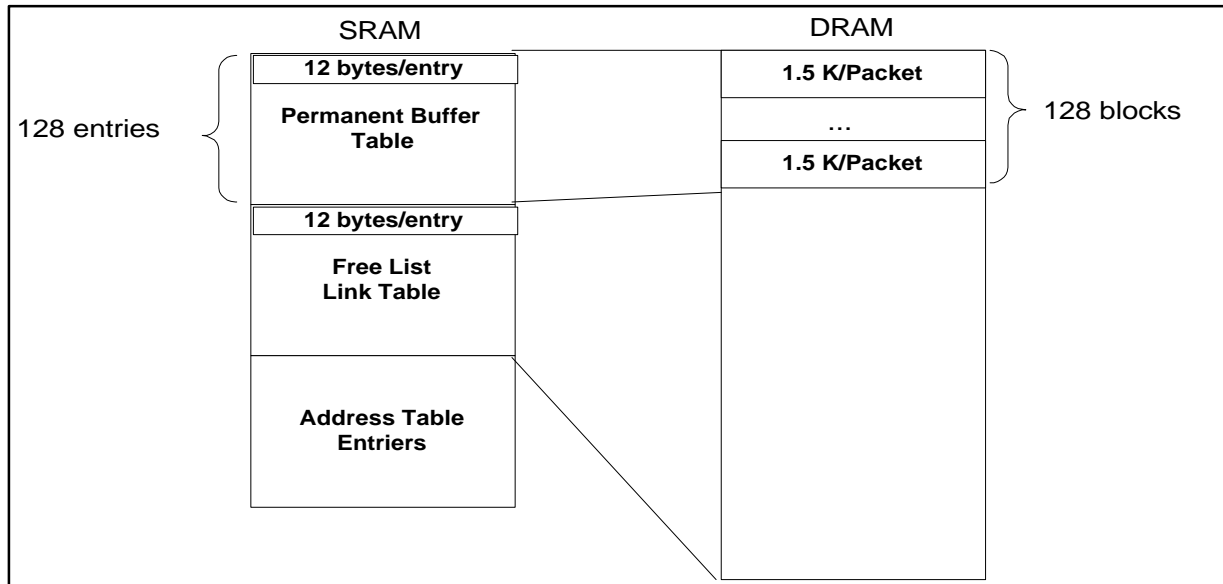 SRAM
DRAM
12 bytes/entry
Permanent Buffer
Table
128 entries
12 bytes/entry
Free List
Link Table
Address Table
Entriers
1.5 K/Packet
...
1.5 K/Packet
128 blocks